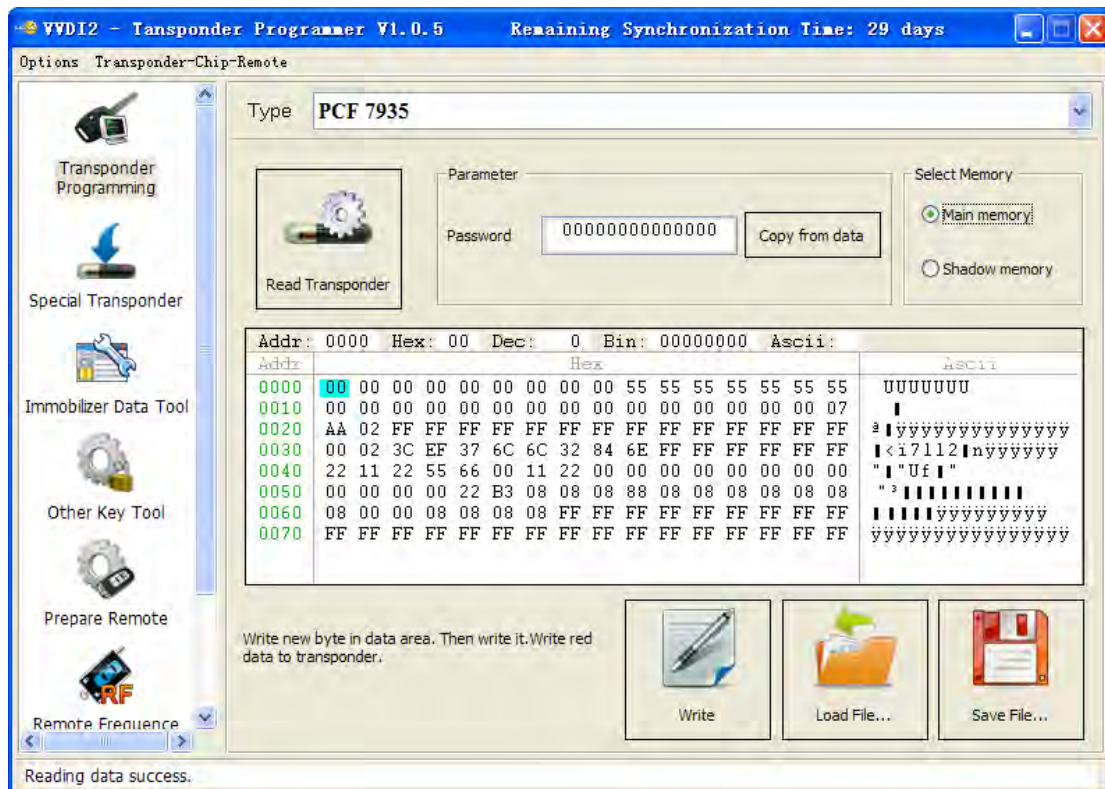 VVDI2 - Tansponder Programmer V1.0.5 Remaining Synchronization Time: 29 days
Options Transponder-Chip-Remote
Transponder
Programming
Special Transponder
Immobilizer Data Tool
Other Key Tool
Prepare Remote
RF
Remote Frequence
Type PCF 7935
Read Transponder
Parameter
Password 00000000000000 Copy from data
Select Memory
Main memory
Shadow memory
Addr: 0000 Hex: 00 Dec: 0 Bin: 00000000 Ascii:
Addr Hex Ascii
0000 00 00 00 00 00 00 00 00 00 55 55 55 55 55 55 55 UUUUUUU
0010 00 00 00 00 00 00 00 00 00 00 00 00 00 00 00 07 ▌
0020 AA 02 FF FF FF FF FF FF FF FF FF FF FF FF FF FF ª▌ÿÿÿÿÿÿÿÿÿÿÿÿÿÿ
0030 00 02 3C EF 37 6C 6C 32 84 6E FF FF FF FF FF FF ▌<ï7ll2▌nÿÿÿÿÿÿ
0040 22 11 22 55 66 00 11 22 00 00 00 00 00 00 00 00 "▌"Uf▌"
0050 00 00 00 00 22 B3 08 08 08 88 08 08 08 08 08 08 "³▌▌▌▌▌▌▌▌▌▌
0060 08 00 00 08 08 08 08 FF FF FF FF FF FF FF FF FF ▌▌▌▌▌ÿÿÿÿÿÿÿÿÿ
0070 FF FF FF FF FF FF FF FF FF FF FF FF FF FF FF FF ÿÿÿÿÿÿÿÿÿÿÿÿÿÿÿÿ
Write new byte in data area. Then write it.Write red
data to transponder.
Write
Load File...
Save File...
Reading data success.